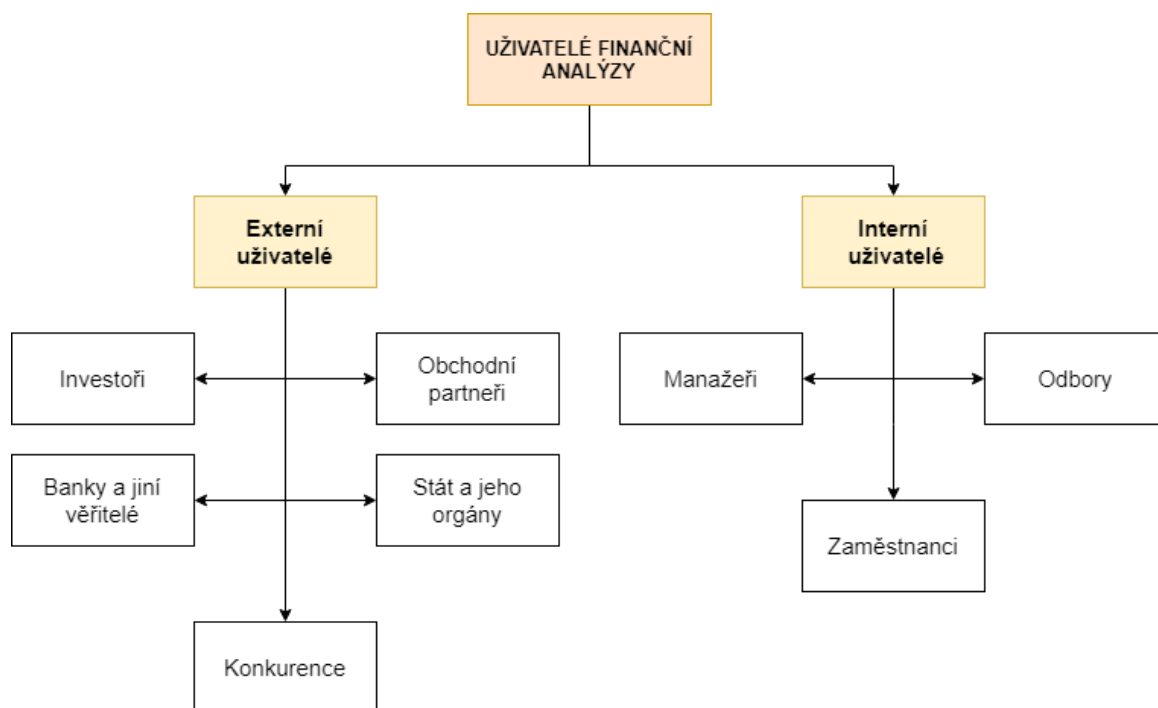 UŽIVATELÉ FINANČNÍ
ANALÝZY
Externí
uživatelé
Interní
uživatelé
Investoři
Obchodní
partneři
Manažeři
Odbory
Banky a jiní
věřitelé
Stát a jeho
orgány
Zaměstnanci
Konkurence